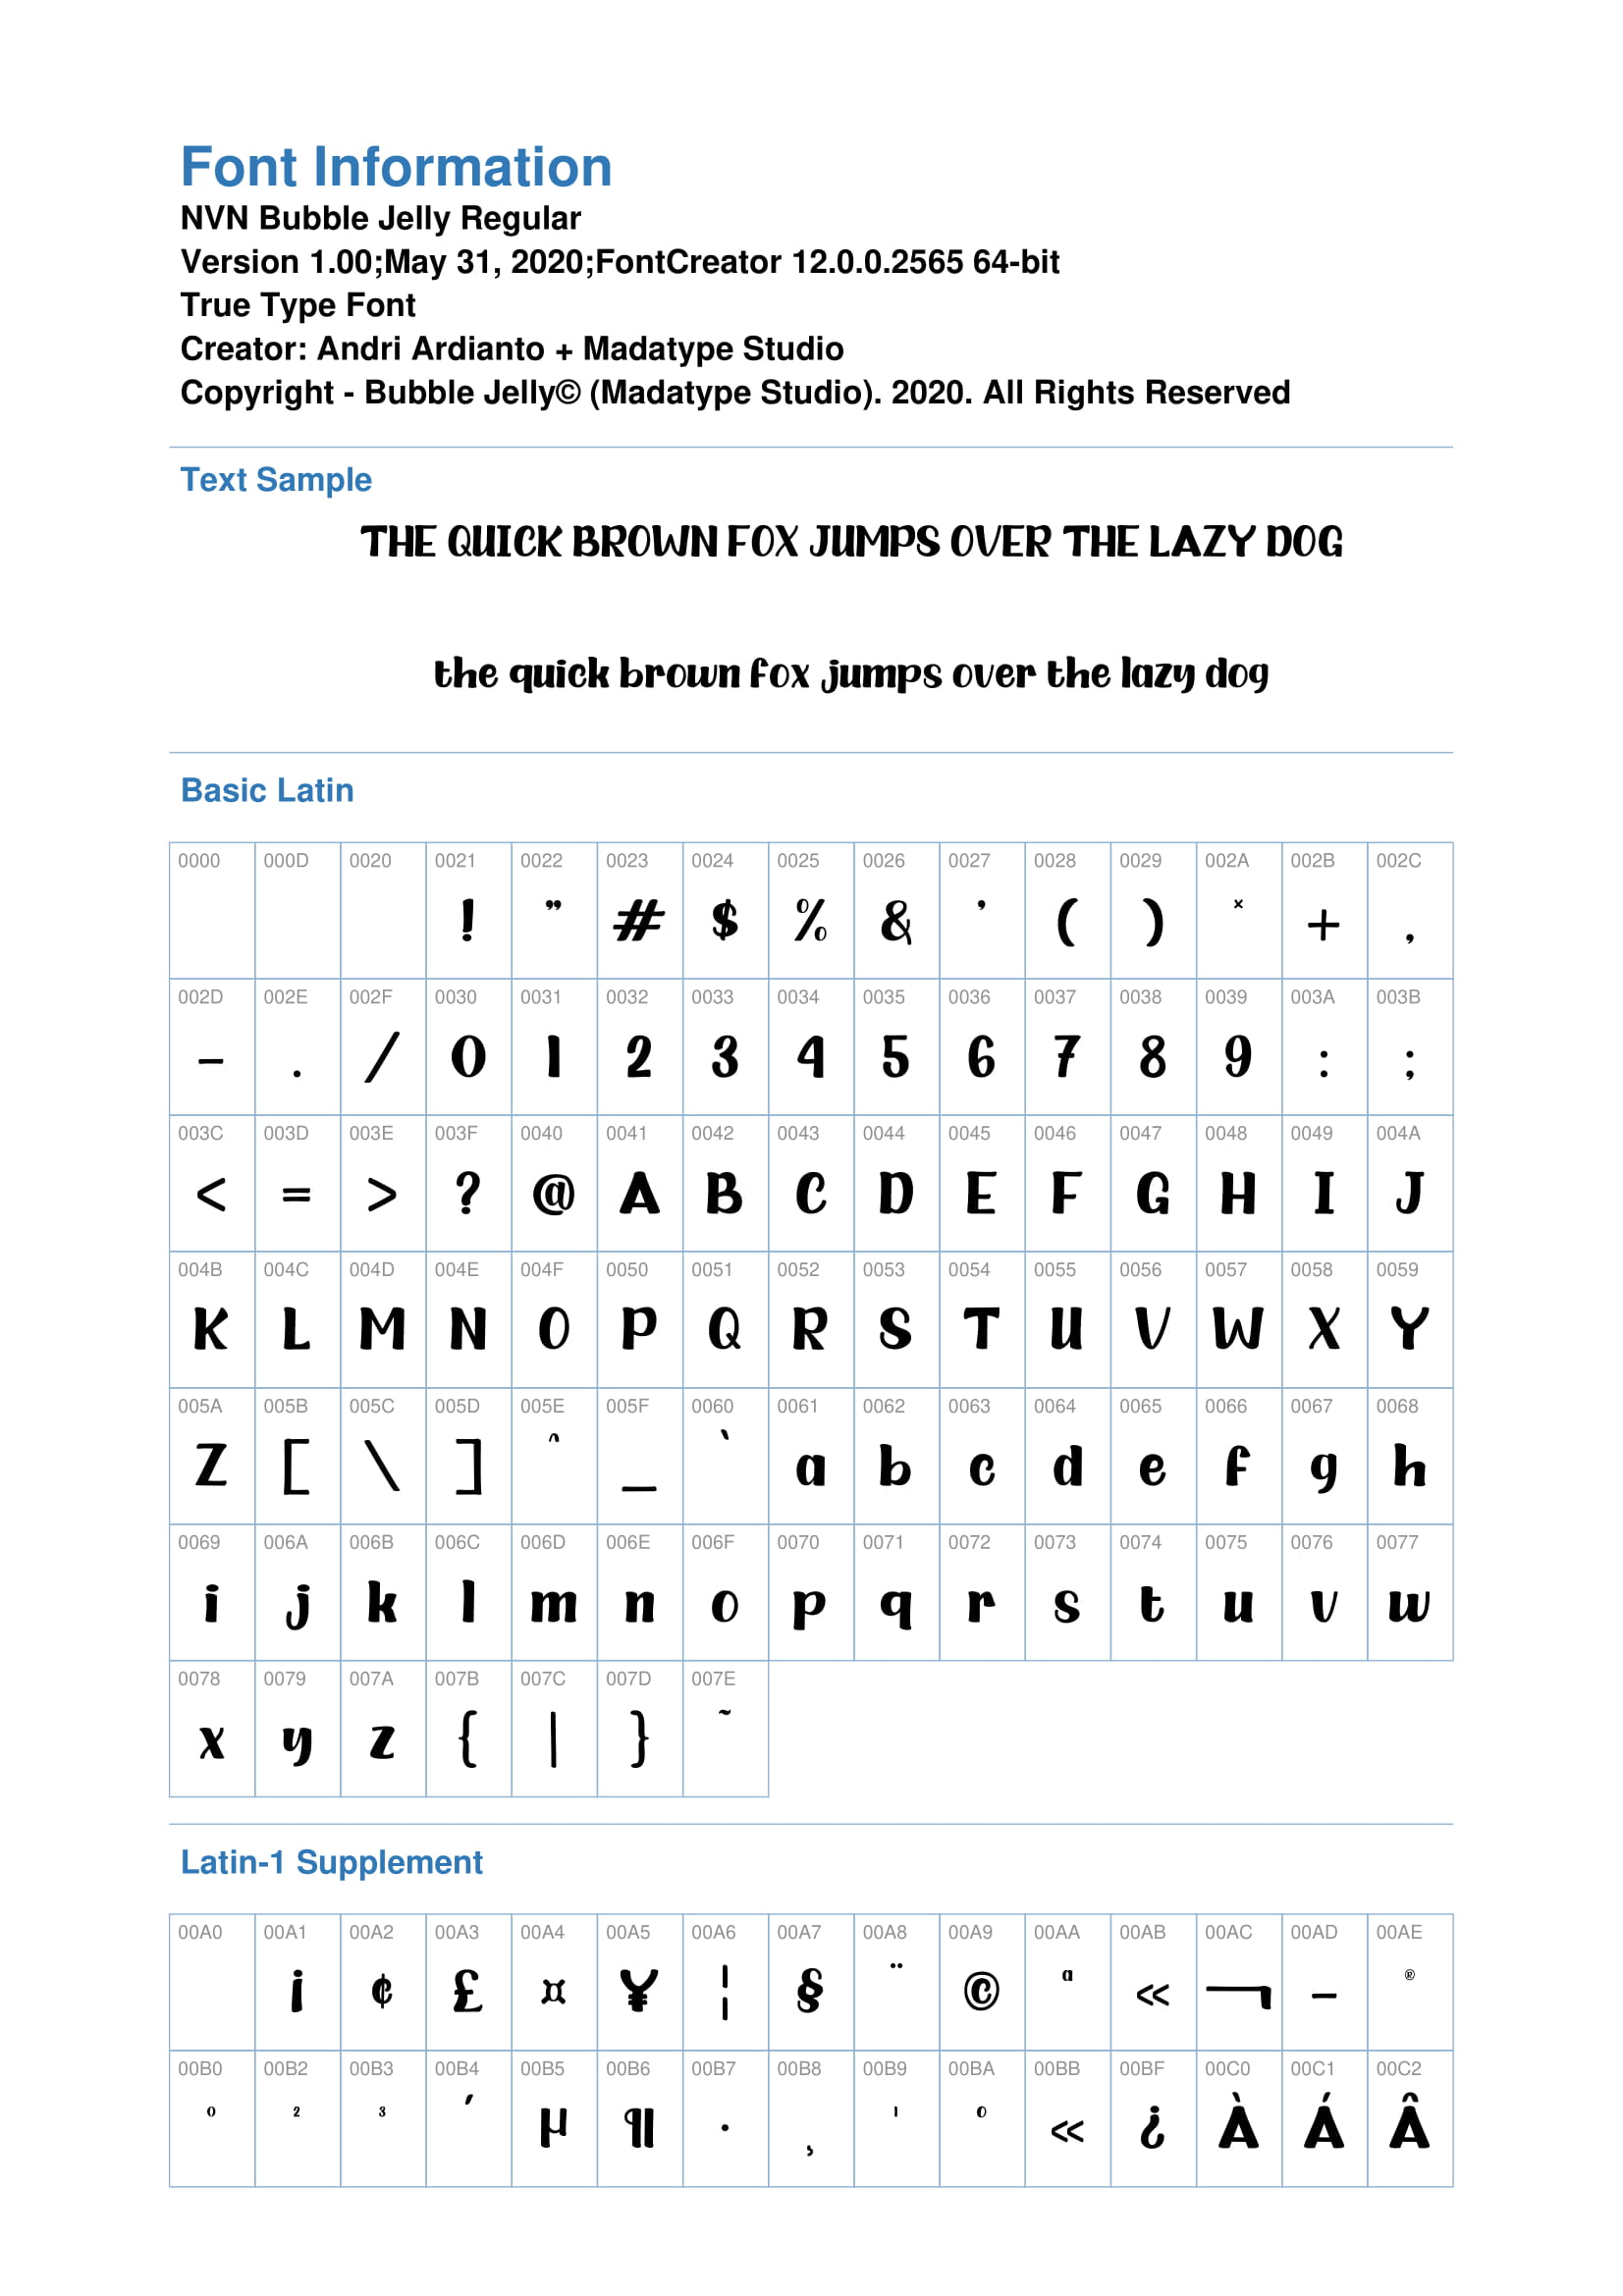 Font Information
NVN Bubble Jelly Regular
Version 1.00;May 31, 2020;FontCreator 12.0.0.2565 64-bit
True Type Font
Creator: Andri Ardianto + Madatype Studio
Copyright - Bubble Jelly© (Madatype Studio). 2020. All Rights Reserved
Text Sample
THE QUICK BROWN FOX JUMPS OVER THE LAZY DOG
the quick brown fox jumps over the lazy dog
Basic Latin
0000 000D 0020 0021 0022 0023 0024 0025 0026 0027 0028 0029 002A 002B 002C
! " # $ % & ' ( ) * + ,
002D 002E 002F 0030 0031 0032 0033 0034 0035 0036 0037 0038 0039 003A 003B
- . / 0 1 2 3 4 5 6 7 8 9 : ;
003C 003D 003E 003F 0040 0041 0042 0043 0044 0045 0046 0047 0048 0049 004A
< = > ? @ A B C D E F G H I J
004B 004C 004D 004E 004F 0050 0051 0052 0053 0054 0055 0056 0057 0058 0059
K L M N O P Q R S T U V W X Y
005A 005B 005C 005D 005E 005F 0060 0061 0062 0063 0064 0065 0066 0067 0068
Z [ \ ] ^ _ ` a b c d e f g h
0069 006A 006B 006C 006D 006E 006F 0070 0071 0072 0073 0074 0075 0076 0077
i j k l m n o p q r s t u v w
0078 0079 007A 007B 007C 007D 007E
x y z { | } ~
Latin-1 Supplement
00A0 00A1 00A2 00A3 00A4 00A5 00A6 00A7 00A8 00A9 00AA 00AB 00AC 00AD 00AE
¡ ¢ £ ¤ ¥ ¦ § ¨ © ª « ¬ - ®
00B0 00B2 00B3 00B4 00B5 00B6 00B7 00B8 00B9 00BA 00BB 00BF 00C0 00C1 00C2
° ² ³ ´ µ ¶ · ¸ ¹ º « ¿ À Á Â